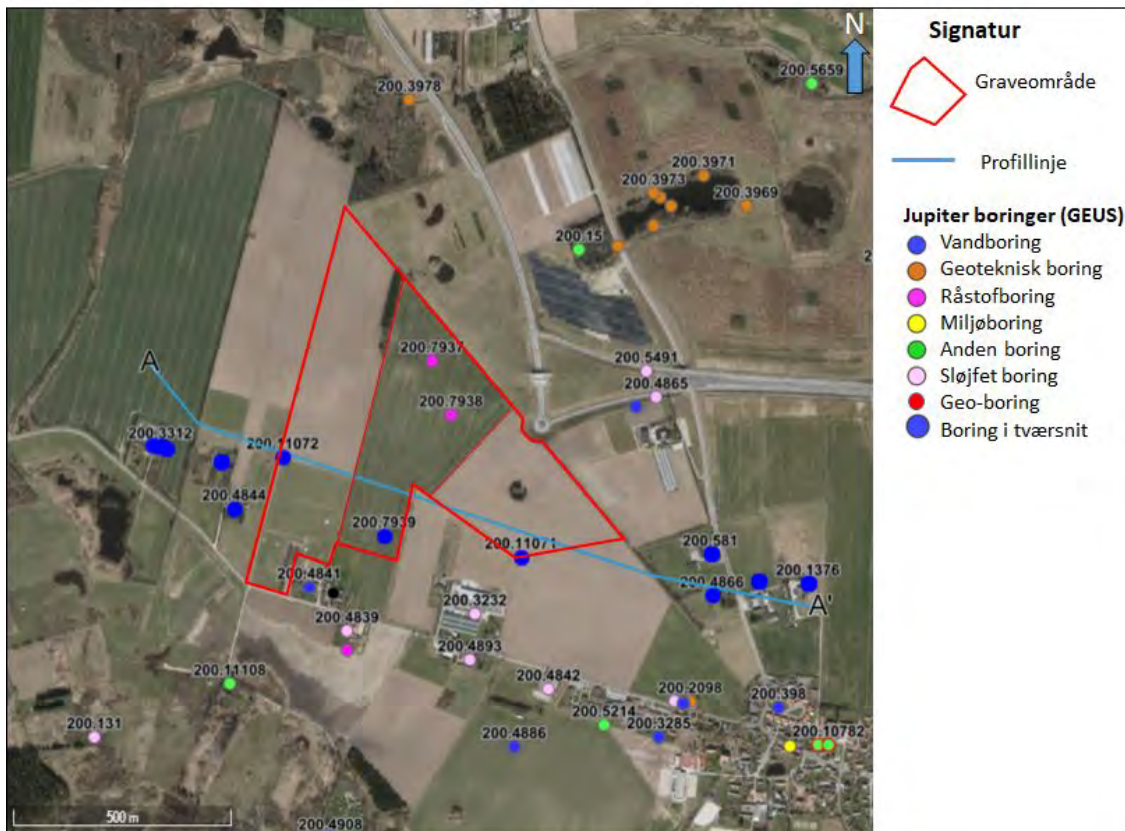 N
200.5659
200.3978
200.3971
200.3973
200.3969
200.15
2
200.7937
200.5491
200.4865
200.7938
A
200.3312
200.11072
200.4844
200.7939
200.11071
200.581
200.4841
200.4866
200.1376
A'
200.3232
200.4839
200.4893
200.11108
200.4842
200.2098
200.398
200.131
200.5214
200.3285
200.4886
200.10782
500 m
200.4908
Signatur
Graveområde
Profillinje
Jupiter boringer (GEUS)
Vandboring
Geoteknisk boring
Råstofboring
Miljøboring
Anden boring
Sløjfet boring
Geo-boring
Boring i tværsnit